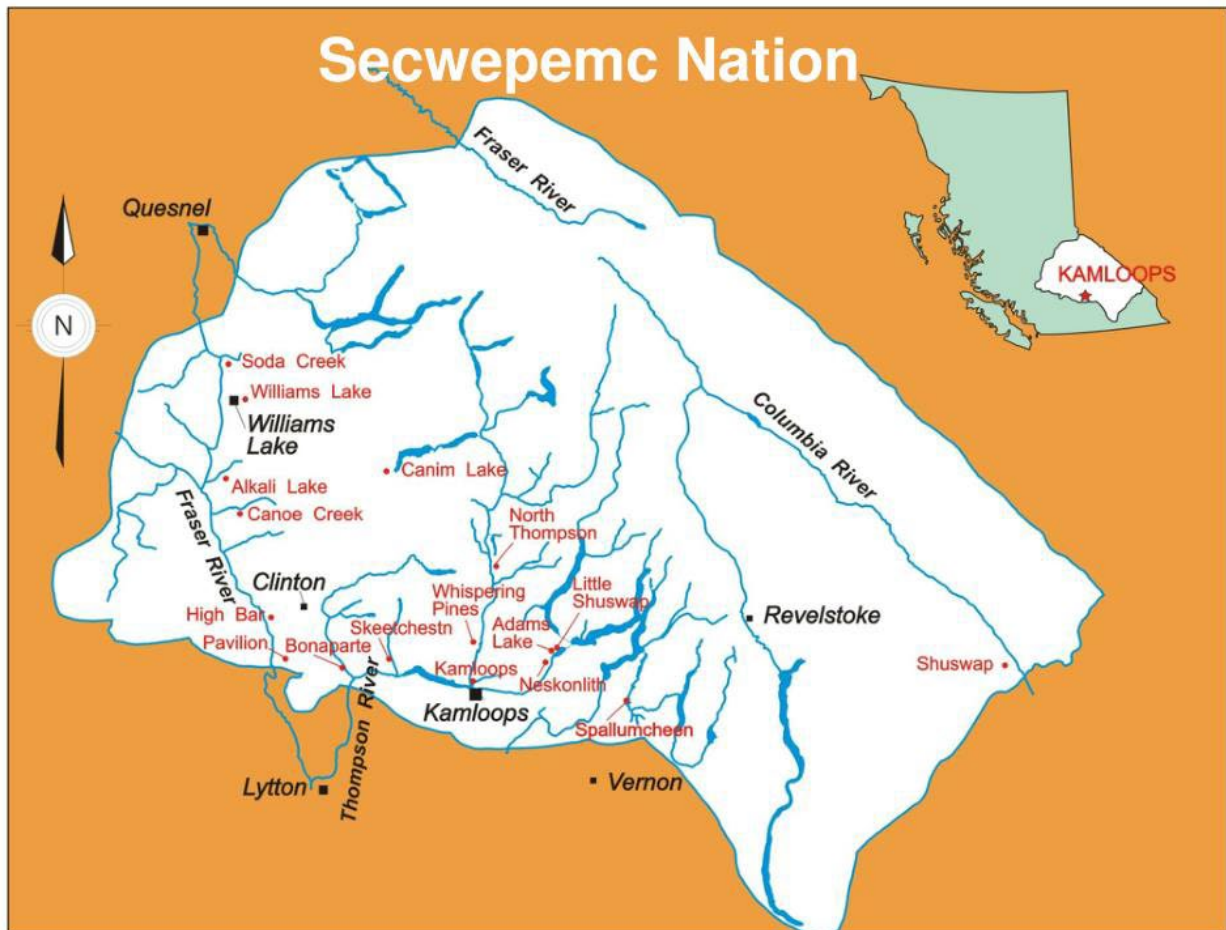 Secwepemc Nation
Fraser River
KAMLOOPS
Quesnel
N
Soda Creek
Williams Lake
Williams
Lake
Columbia River
Canim Lake
Alkali Lake
Canoe Creek
Fraser River
North
Thompson
Clinton
Whispering
Pines
Little
Shuswap
High Bar
Skeetchestn
Adams
Lake
Revelstoke
Pavilion
Bonaparte
Kamloops
Neskonlith
Shuswap
Thompson River
Kamloops
Spallumcheen
Lytton
Vernon